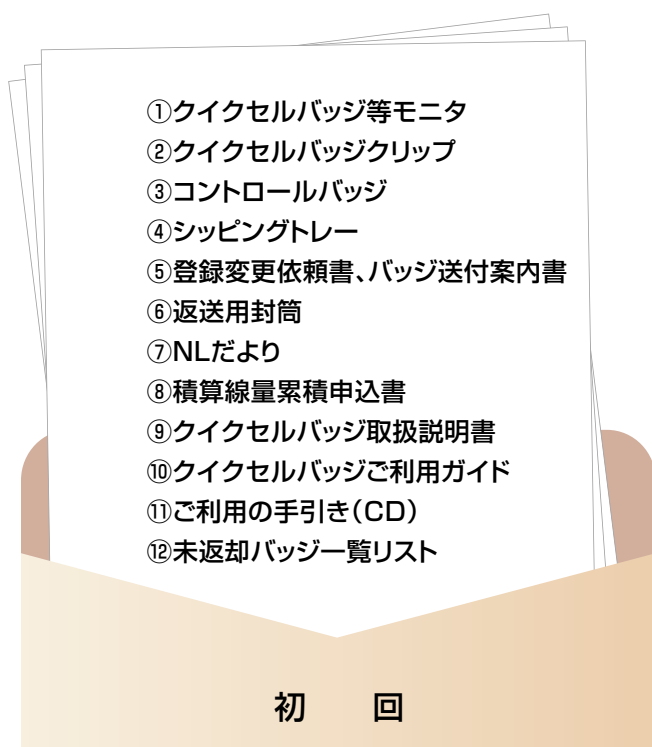 ①クイクセルバッジ等モニタ
②クイクセルバッジクリップ
③コントロールバッジ
④シッピングトレー
⑤登録変更依頼書、バッジ送付案内書
⑥返送用封筒
⑦NLだより
⑧積算線量累積申込書
⑨クイクセルバッジ取扱説明書
⑩クイクセルバッジご利用ガイド
⑪ご利用の手引き(CD)
⑫未返却バッジ一覧リスト
初　回